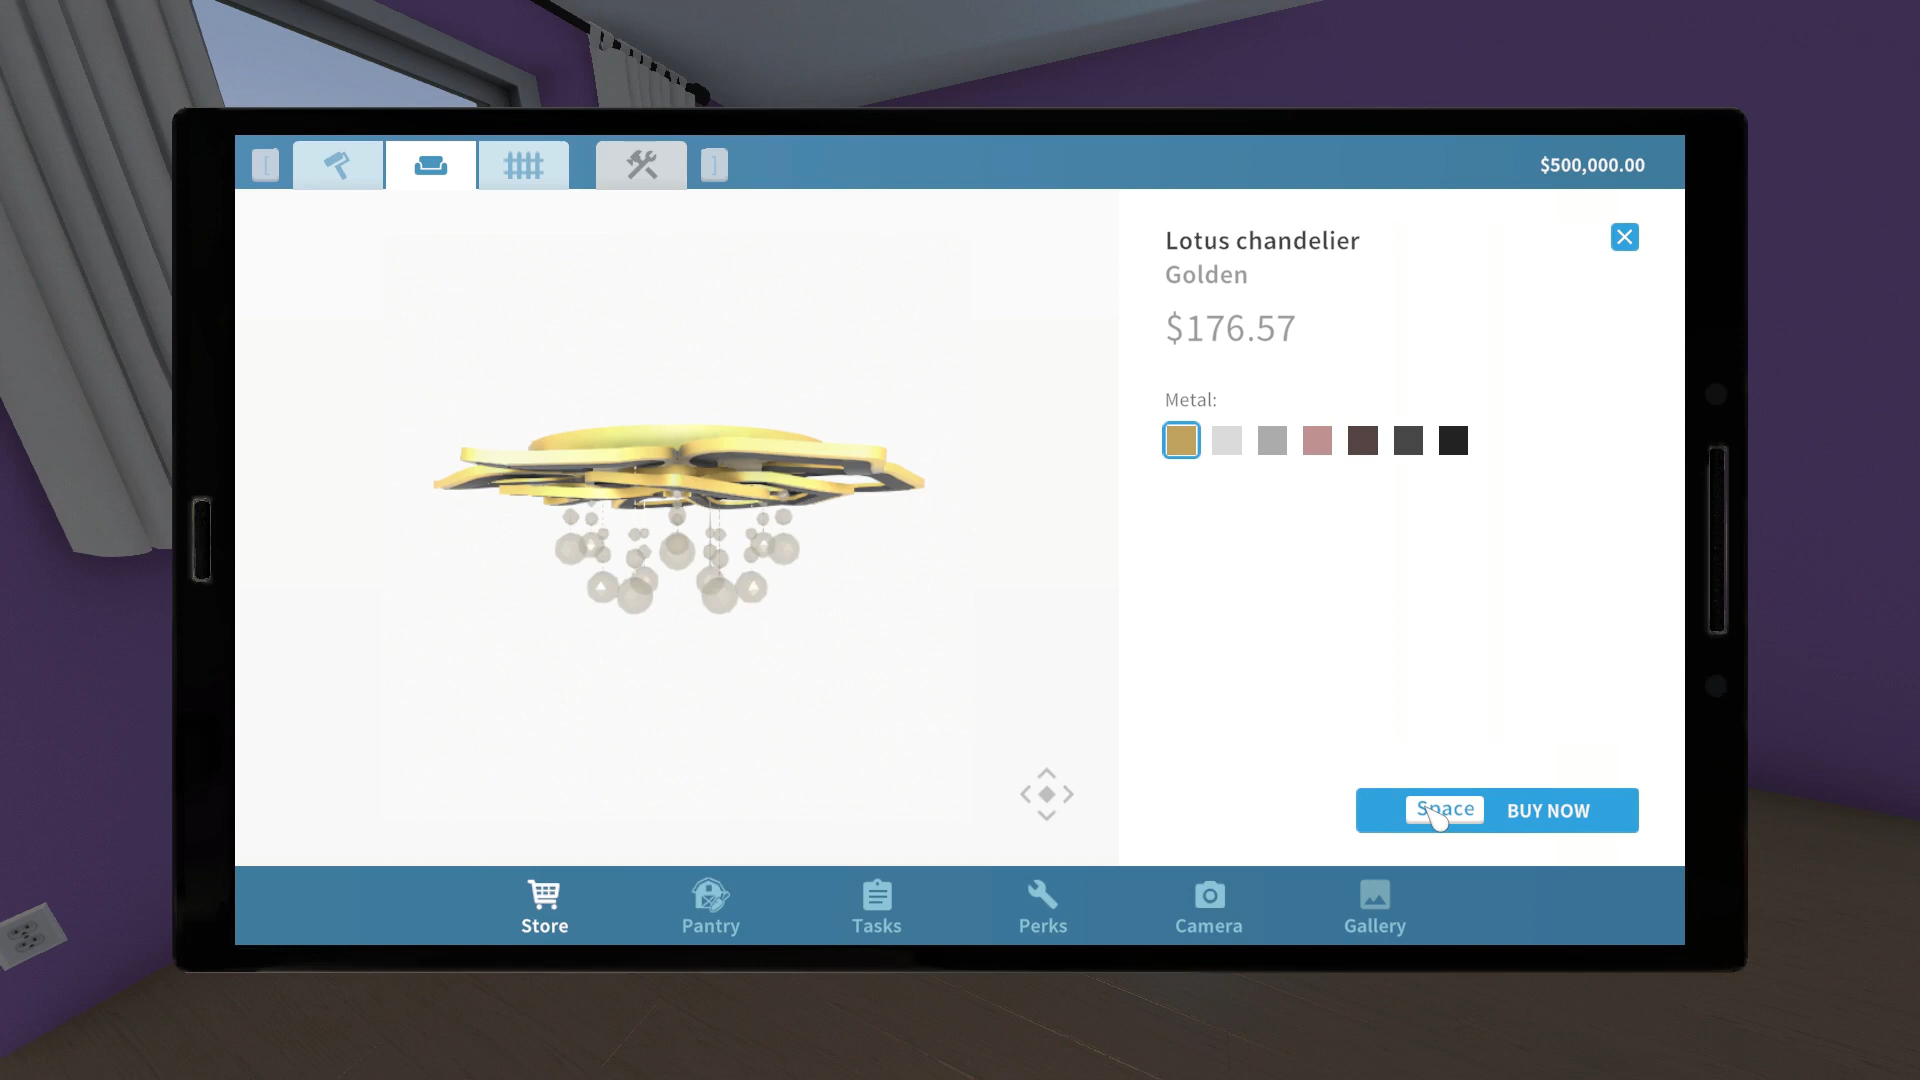 [
]
$500,000.00
Lotus chandelier
Golden
$176.57
Metal:
Space BUY NOW
Store Pantry Tasks Perks Camera Gallery